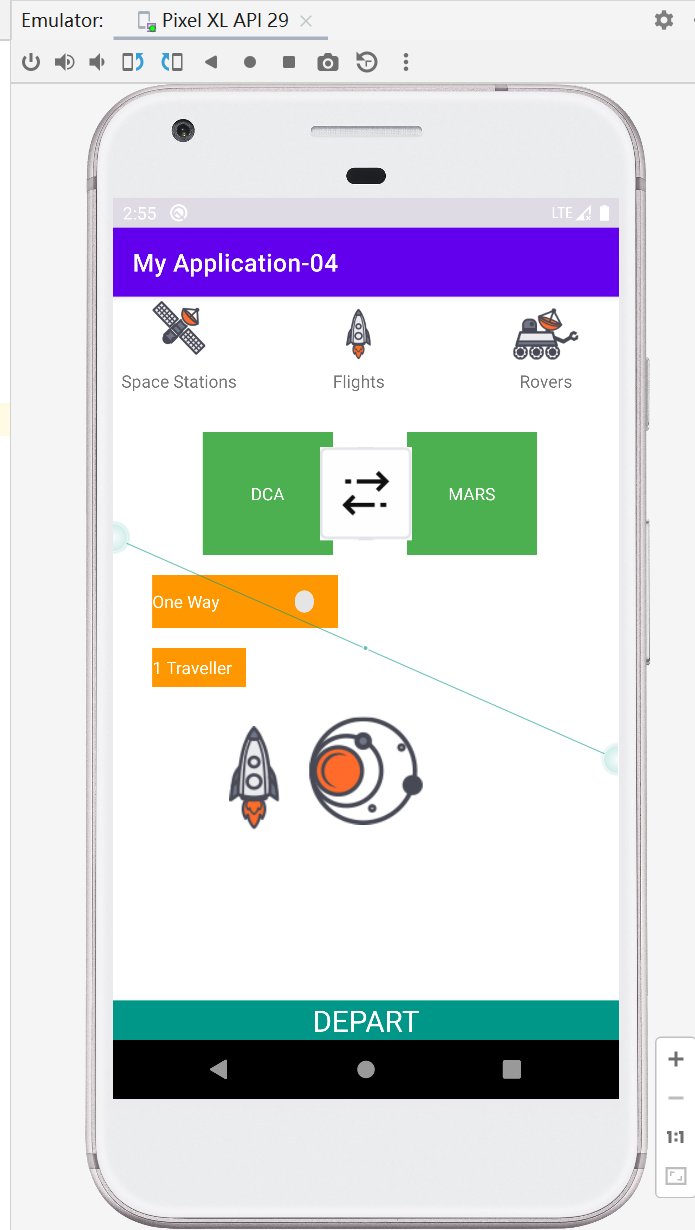 Emulator: Pixel XL API 29
2:55 LTE
My Application-04
Space Stations Flights Rovers
DCA MARS
One Way
1 Traveller
DEPART
1:1